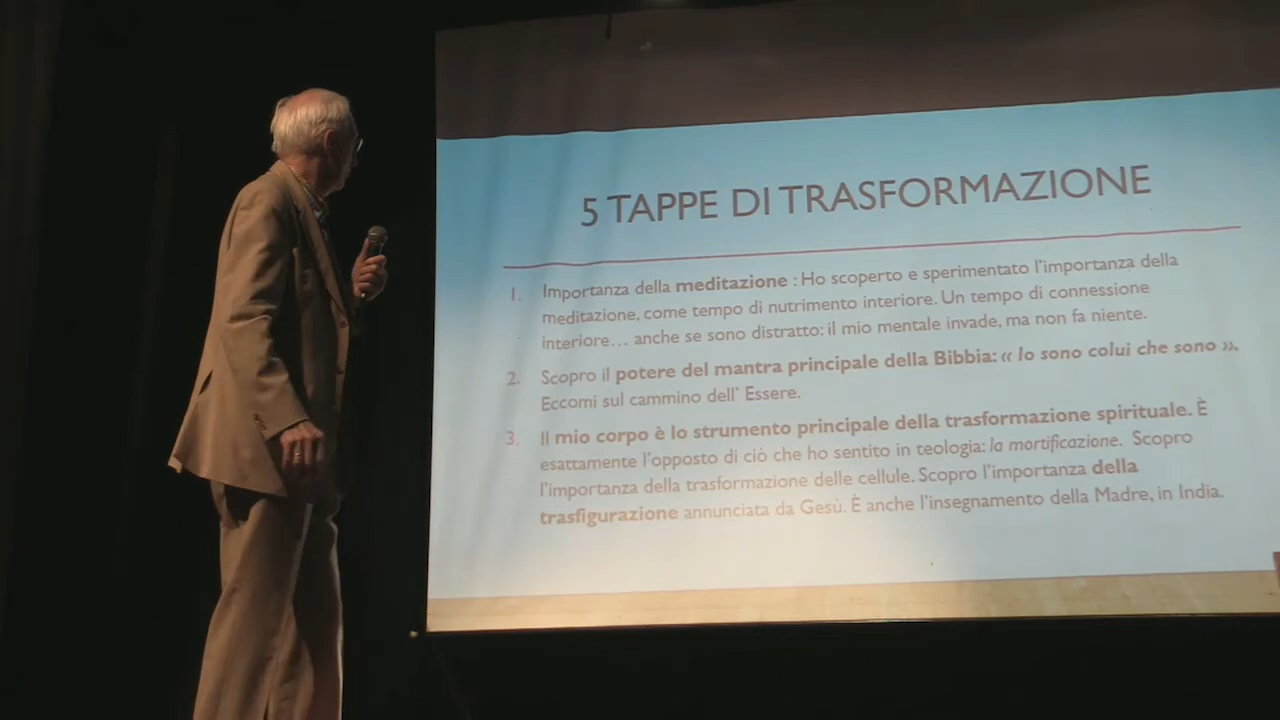 5 TAPPE DI TRASFORMAZIONE
1. Importanza della meditazione : Ho scoperto e sperimentato l'importanza della
meditazione, come tempo di nutrimento interiore. Un tempo di connessione
interiore… anche se sono distratto: il mio mentale invade, ma non fa niente.
2. Scopro il potere del mantra principale della Bibbia: « Io sono colui che sono ».
Eccomi sul cammino dell' Essere.
3. Il mio corpo è lo strumento principale della trasformazione spirituale. È
esattamente l'opposto di ciò che ho sentito in teologia: la mortificazione. Scopro
l'importanza della trasformazione delle cellule. Scopro l'importanza della
trasfigurazione annunciata da Gesù. È anche l'insegnamento della Madre, in India.